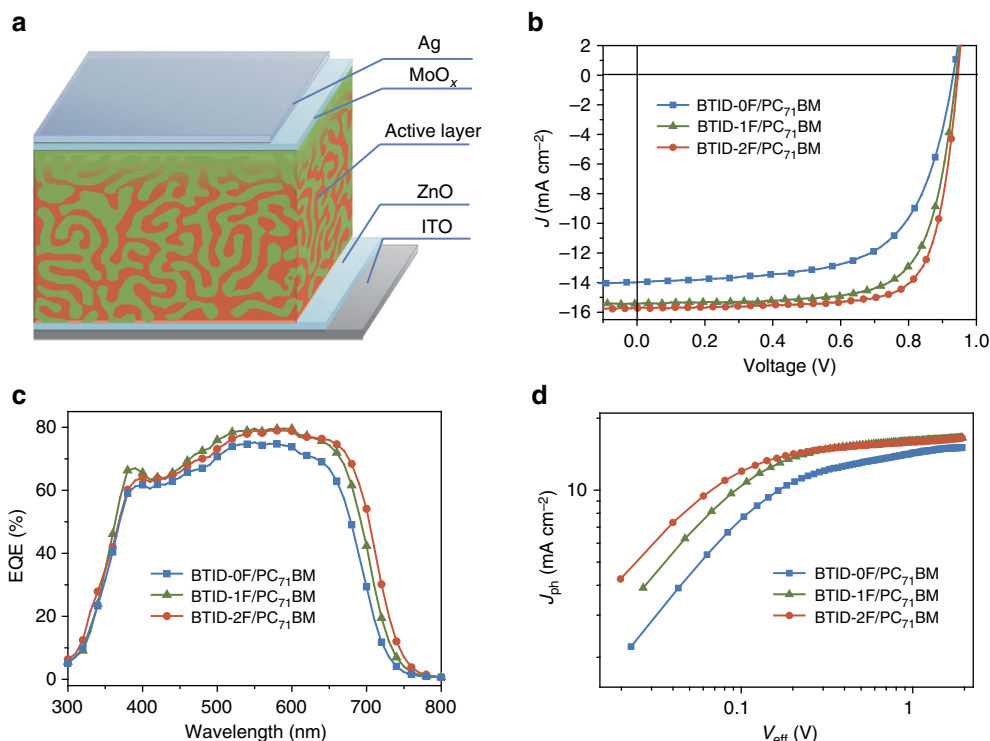 a
Ag
MoOₓ
Active layer
ZnO
ITO
b
J (mA cm⁻²)
2
0
−2
−4
−6
−8
−10
−12
−14
−16
BTID-0F/PC₇₁BM
BTID-1F/PC₇₁BM
BTID-2F/PC₇₁BM
0.0 0.2 0.4 0.6 0.8 1.0
Voltage (V)
c
EQE (%)
80
60
40
20
0
BTID-0F/PC₇₁BM
BTID-1F/PC₇₁BM
BTID-2F/PC₇₁BM
300 400 500 600 700 800
Wavelength (nm)
d
Jₚₕ (mA cm⁻²)
10
BTID-0F/PC₇₁BM
BTID-1F/PC₇₁BM
BTID-2F/PC₇₁BM
0.1 1
V_eff (V)